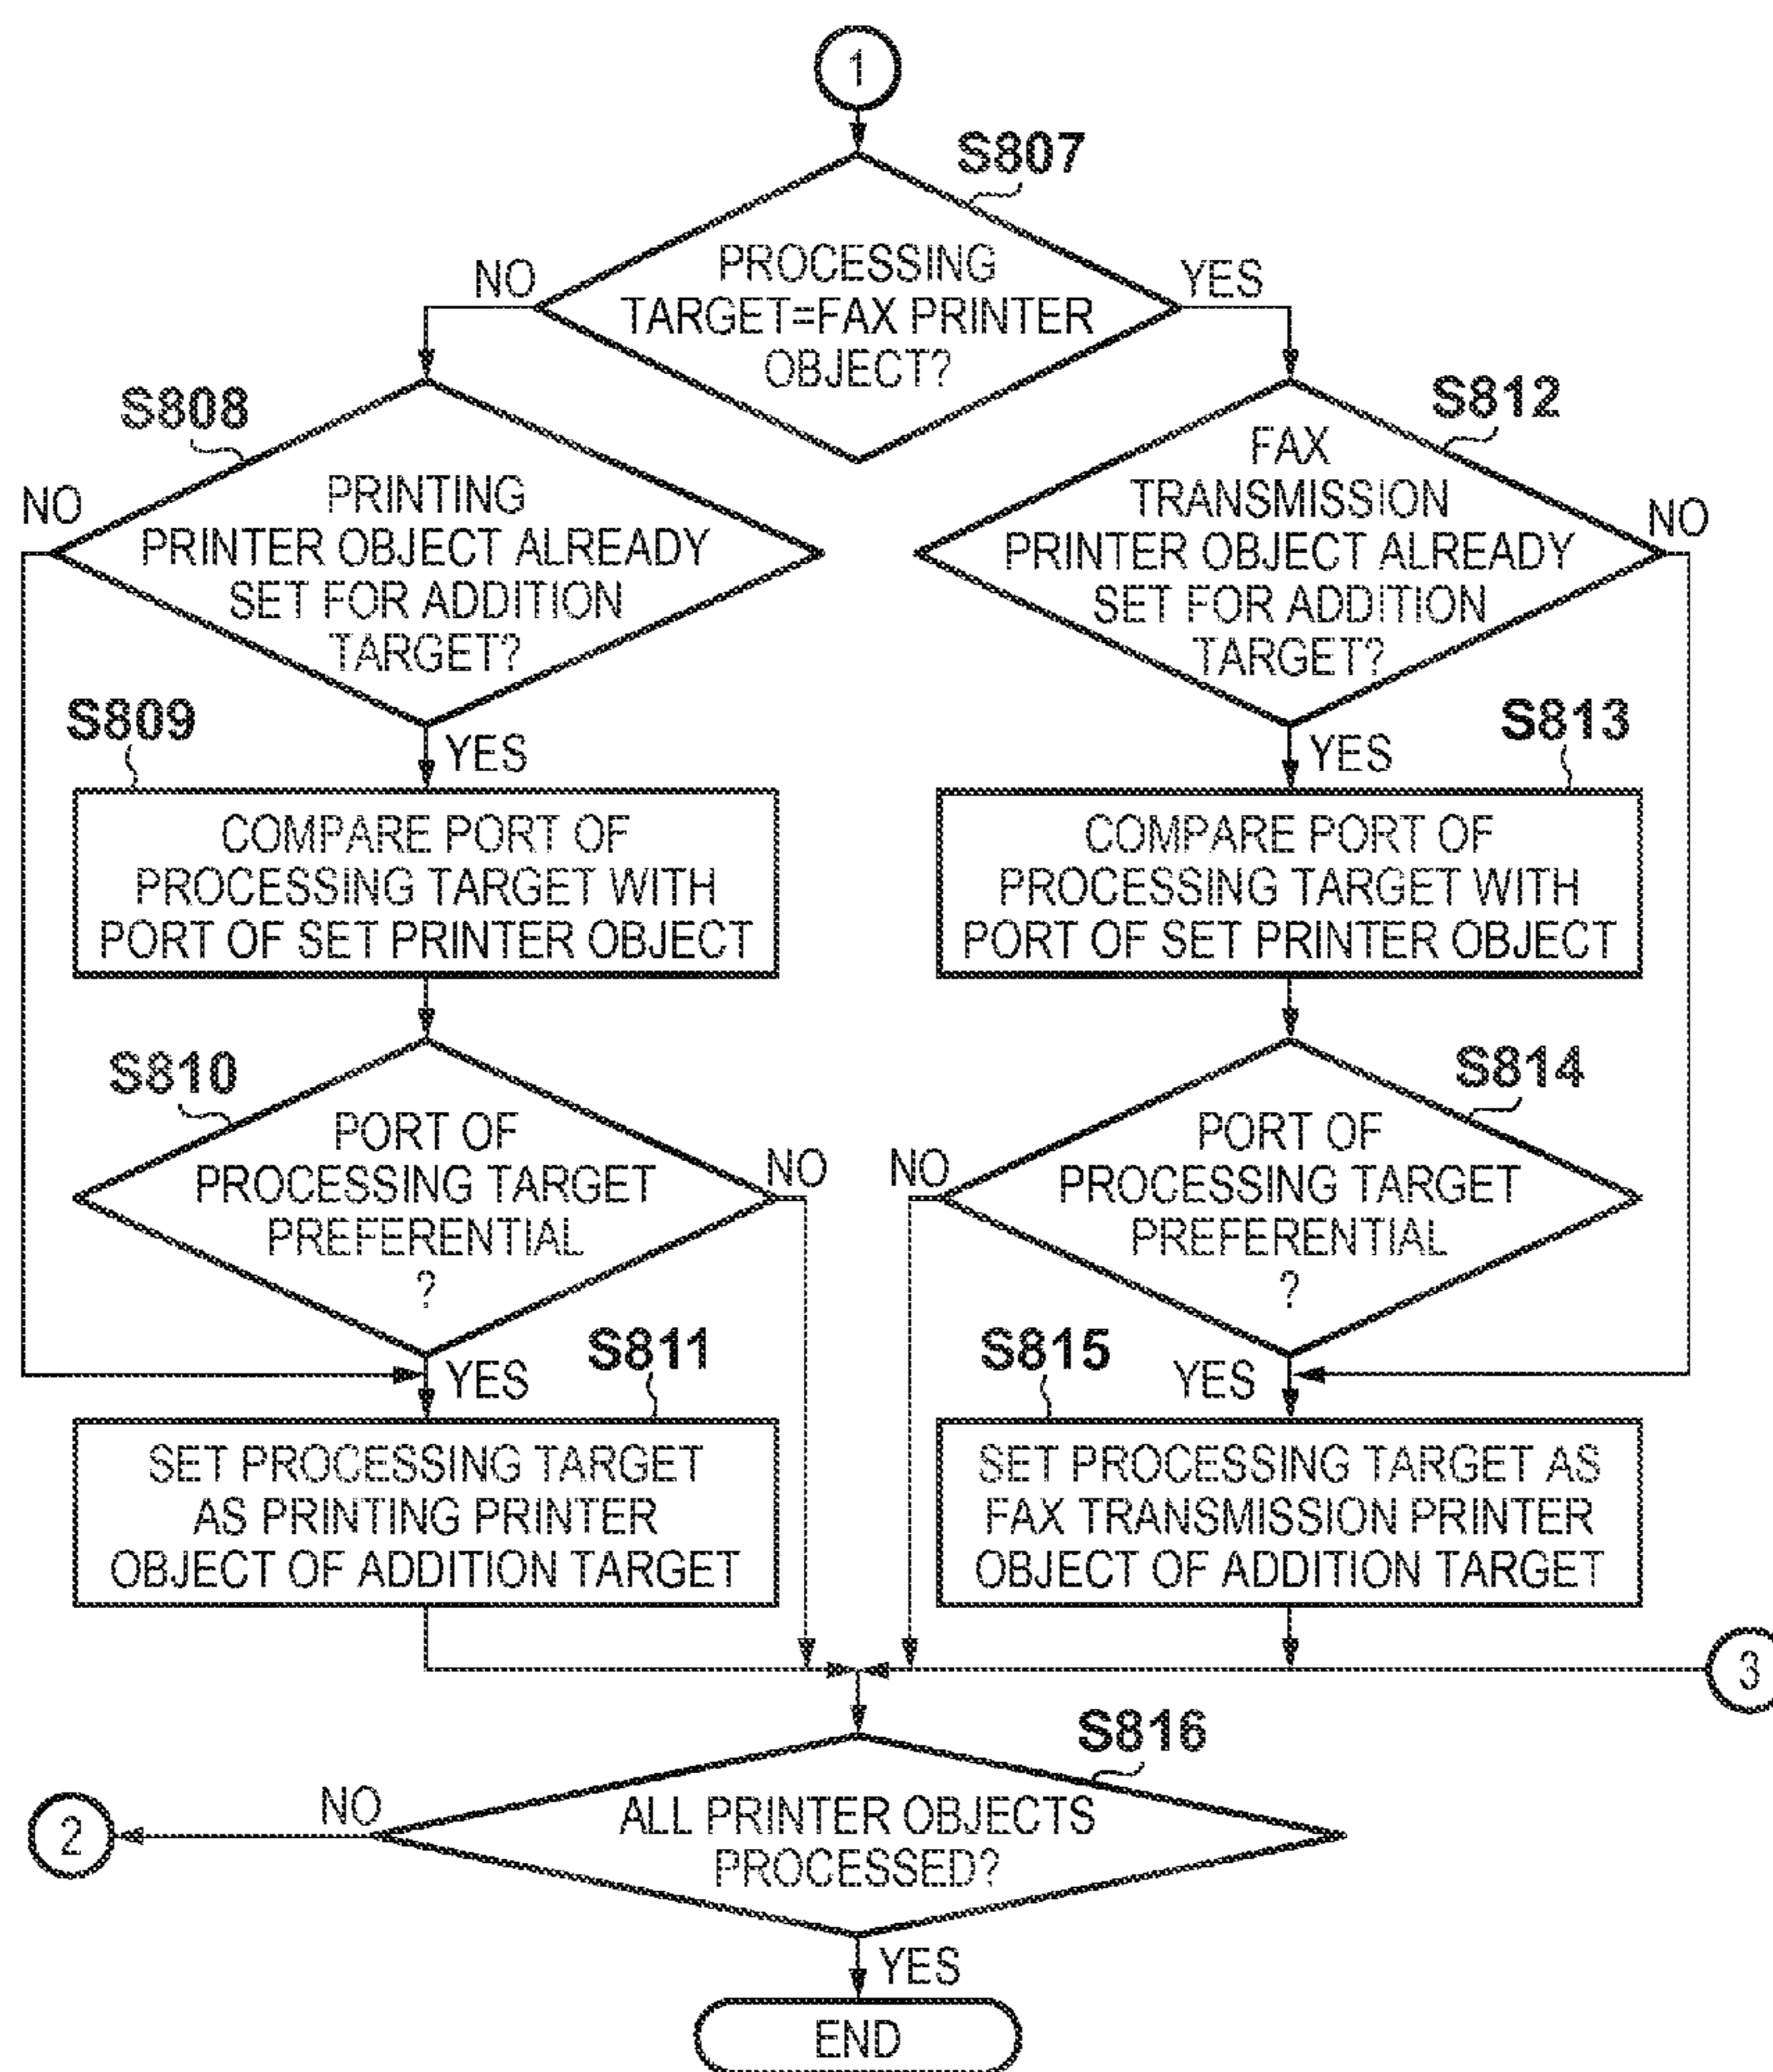 1
S807
PROCESSING
TARGET=FAX PRINTER
OBJECT?
NO
YES
S808
PRINTING
PRINTER OBJECT ALREADY
SET FOR ADDITION
TARGET?
NO
YES
S812
FAX
TRANSMISSION
PRINTER OBJECT ALREADY
SET FOR ADDITION
TARGET?
NO
YES
S809
COMPARE PORT OF
PROCESSING TARGET WITH
PORT OF SET PRINTER OBJECT
S813
COMPARE PORT OF
PROCESSING TARGET WITH
PORT OF SET PRINTER OBJECT
S810
PORT OF
PROCESSING TARGET
PREFERENTIAL
?
NO
YES
S814
PORT OF
PROCESSING TARGET
PREFERENTIAL
?
NO
YES
S811
SET PROCESSING TARGET
AS PRINTING PRINTER
OBJECT OF ADDITION TARGET
S815
SET PROCESSING TARGET AS
FAX TRANSMISSION PRINTER
OBJECT OF ADDITION TARGET
3
S816
ALL PRINTER OBJECTS
PROCESSED?
NO
2
YES
END